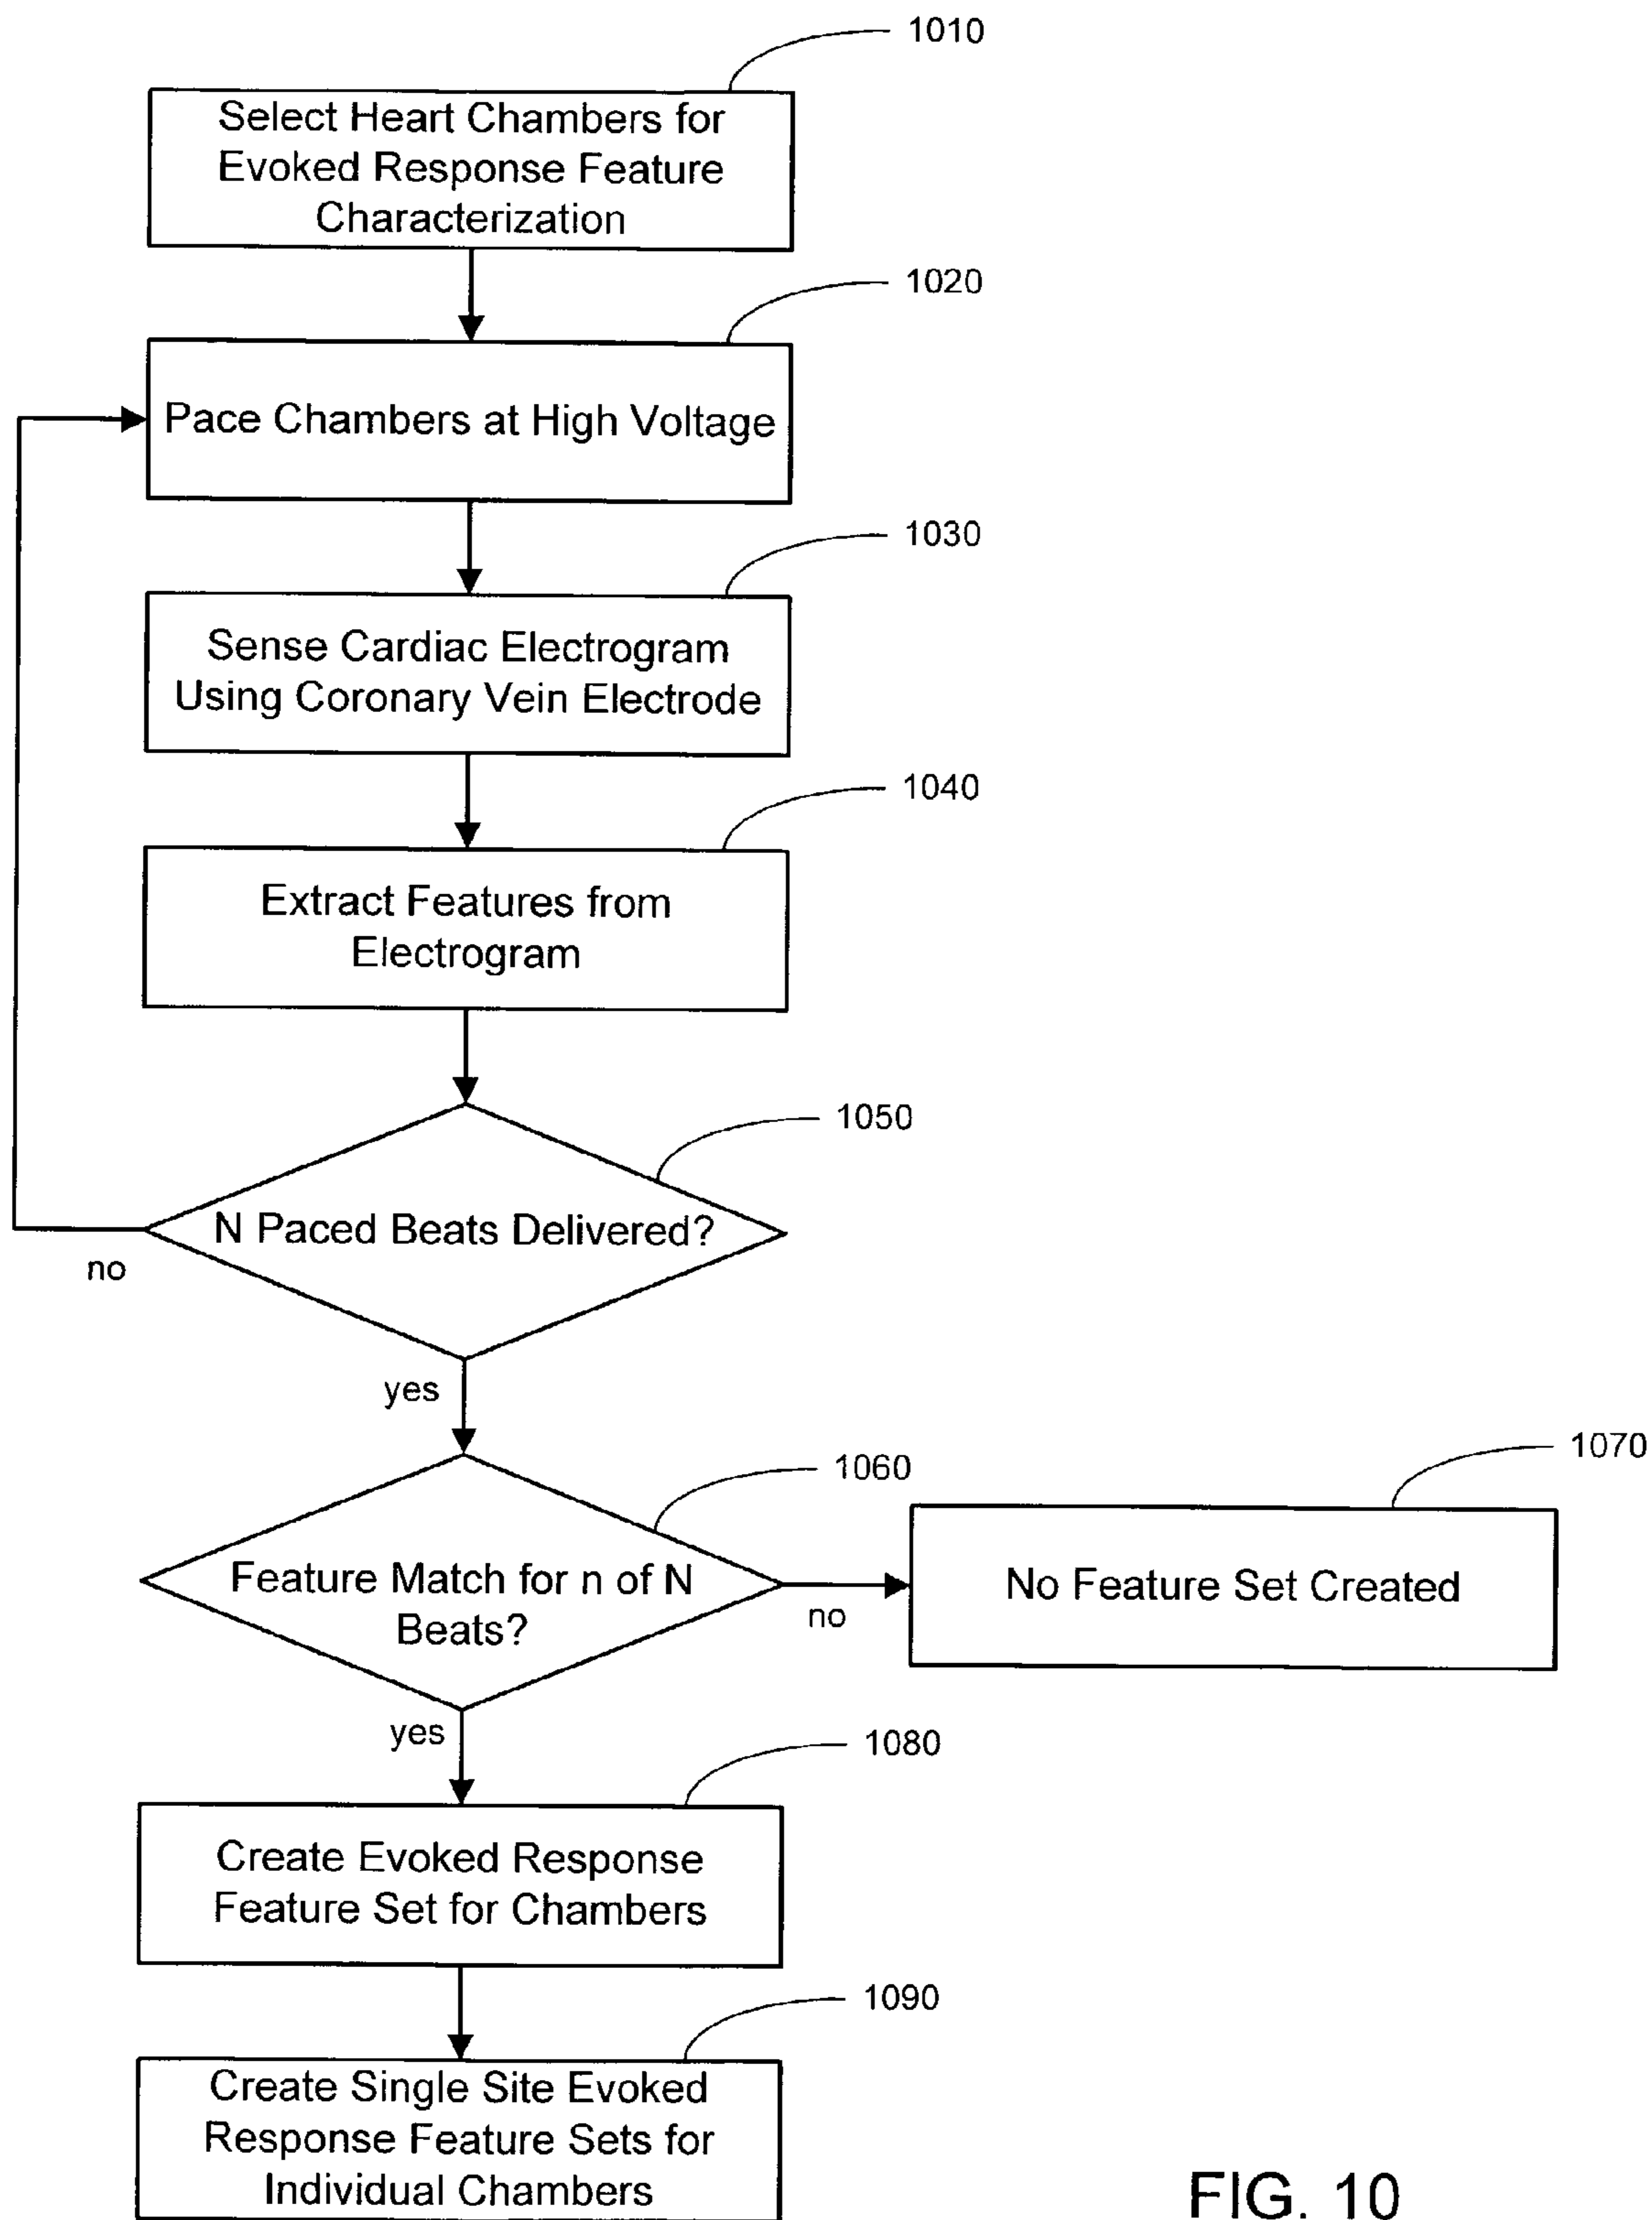 1010
Select Heart Chambers for
Evoked Response Feature
Characterization
1020
Pace Chambers at High Voltage
1030
Sense Cardiac Electrogram
Using Coronary Vein Electrode
1040
Extract Features from
Electrogram
1050
N Paced Beats Delivered?
no
yes
1060
Feature Match for n of N
Beats?
no
1070
No Feature Set Created
yes
1080
Create Evoked Response
Feature Set for Chambers
1090
Create Single Site Evoked
Response Feature Sets for
Individual Chambers
FIG. 10